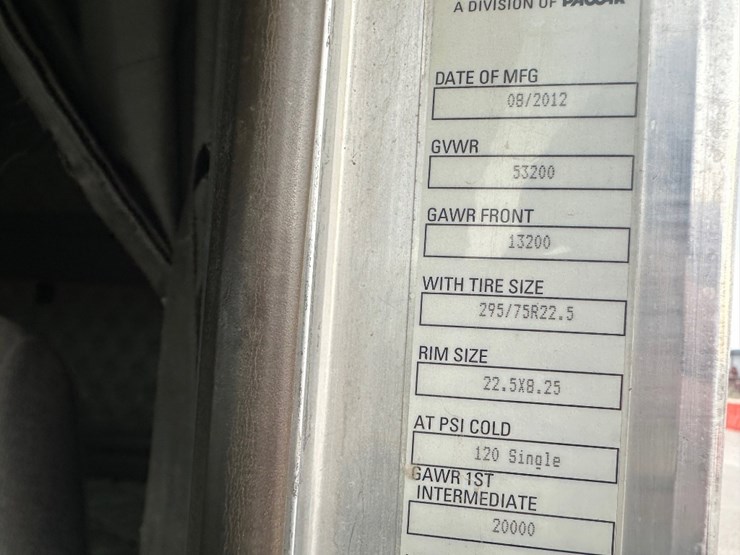 A DIVISION OF PACCAR
DATE OF MFG
08/2012
GVWR
53200
GAWR FRONT
13200
WITH TIRE SIZE
295/75R22.5
RIM SIZE
22.5X8.25
AT PSI COLD
120 Single
GAWR 1ST
INTERMEDIATE
20000